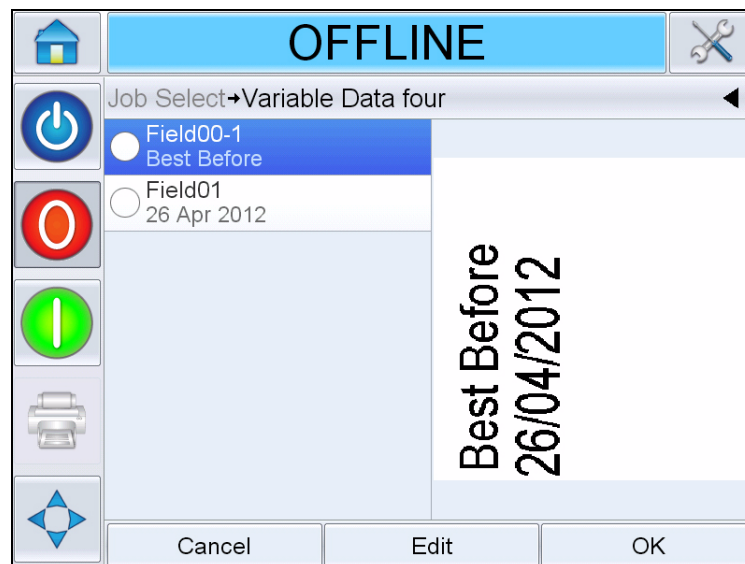 OFFLINE
Job Select→Variable Data four
Field00-1
Best Before
Field01
26 Apr 2012
Best Before
26/04/2012
Cancel
Edit
OK